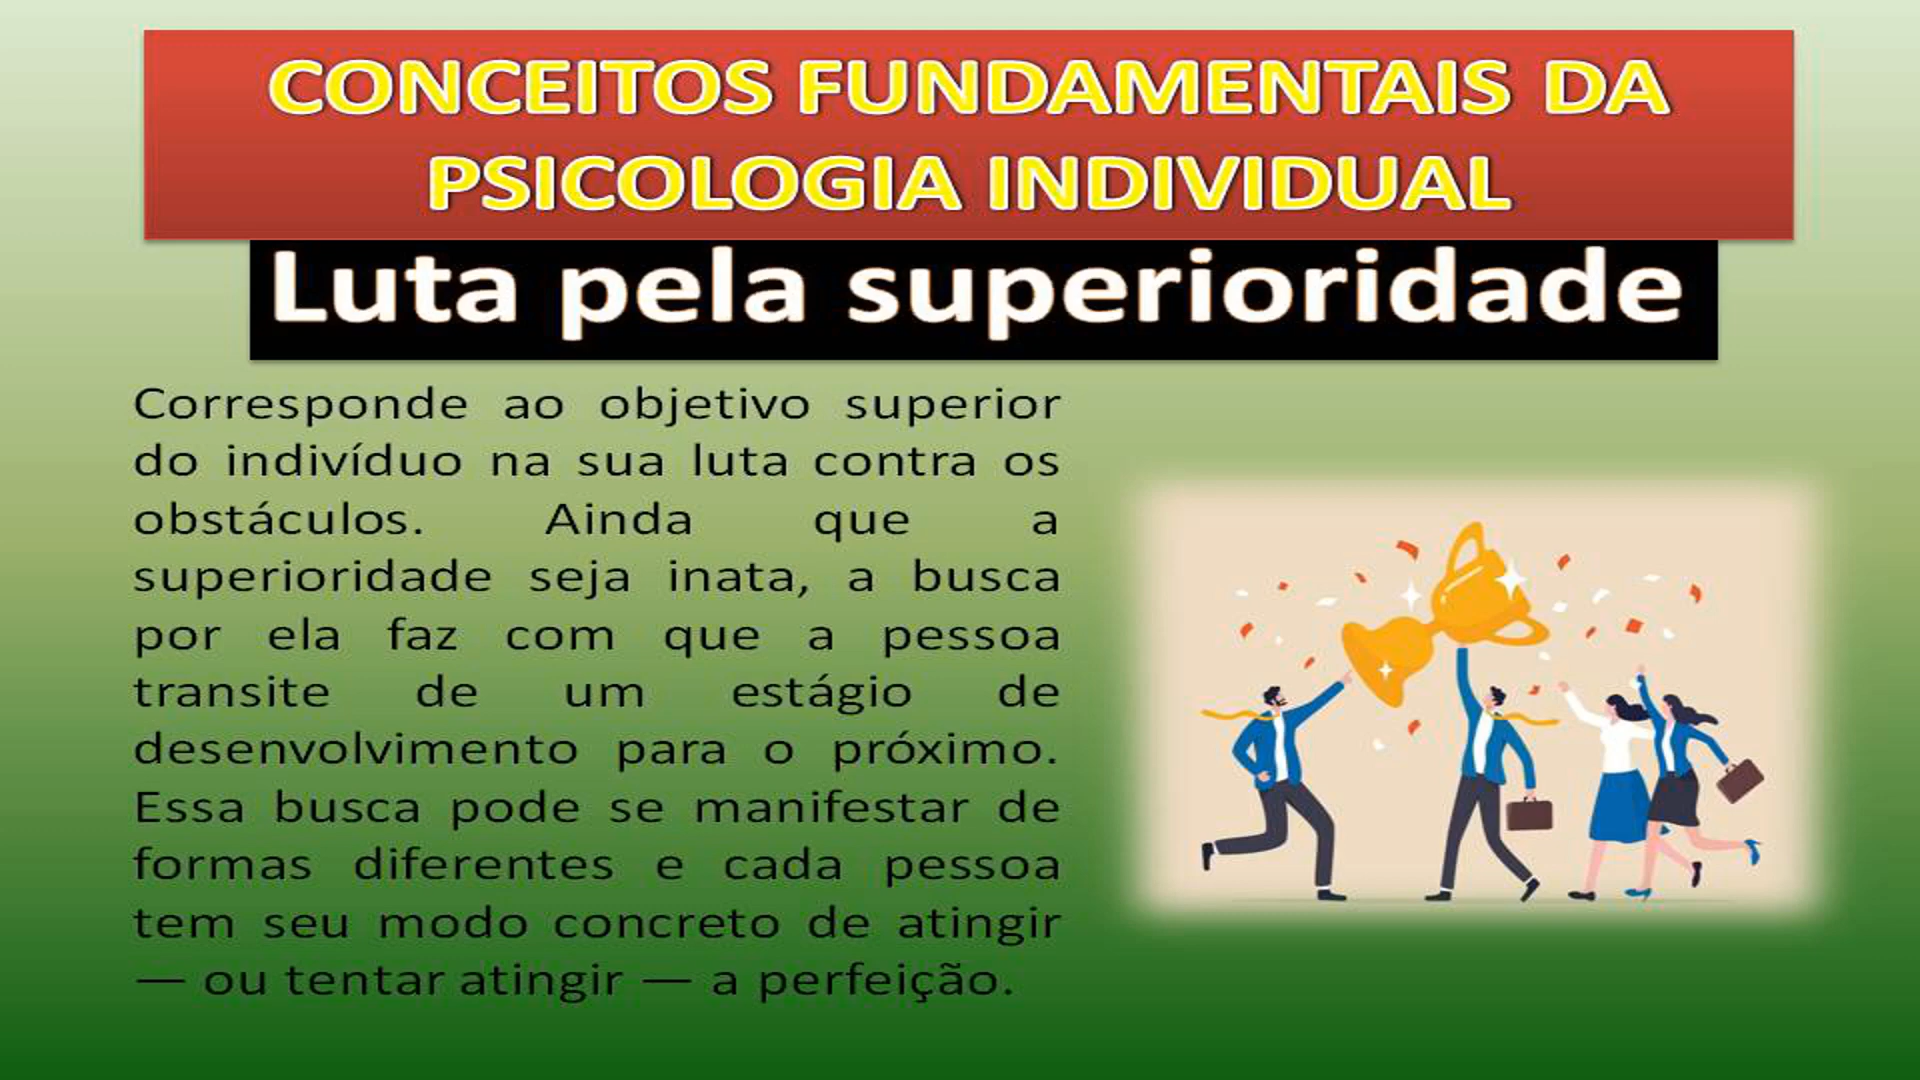 CONCEITOS FUNDAMENTAIS DA
PSICOLOGIA INDIVIDUAL
Luta pela superioridade
Corresponde ao objetivo superior
do indivíduo na sua luta contra os
obstáculos. Ainda que a
superioridade seja inata, a busca
por ela faz com que a pessoa
transite de um estágio de
desenvolvimento para o próximo.
Essa busca pode se manifestar de
formas diferentes e cada pessoa
tem seu modo concreto de atingir
— ou tentar atingir — a perfeição.